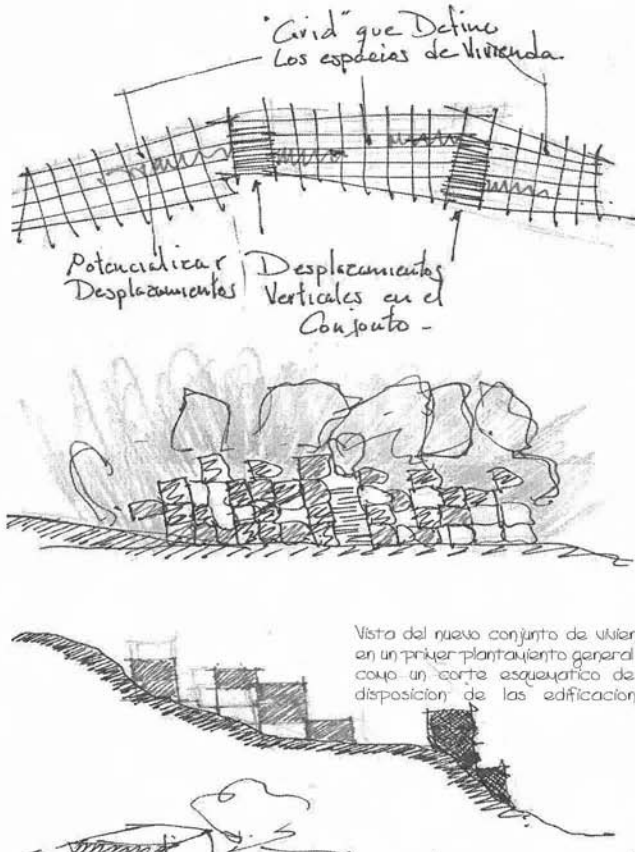 "Grid" que Define
Los espacios de Vivienda.
Potencializar
Desplazamientos
Desplazamientos
Verticales en el
Conjunto -
Vista del nuevo conjunto de vivien
en un primer plantamiento general
como un corte esquematico de
disposicion de las edificacion